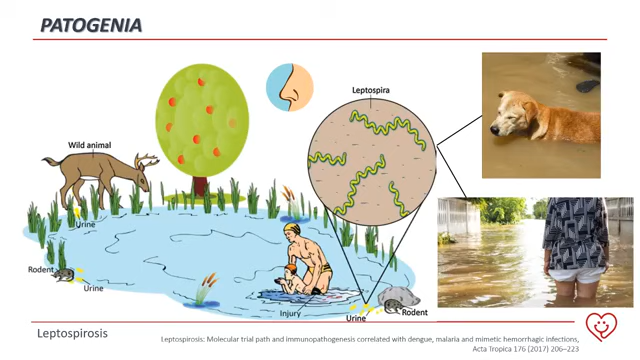 PATOGENIA
Leptospira
Wild animal
Urine
Rodent
Urine
Injury
Urine
Rodent
Leptospirosis
Leptospirosis: Molecular trial path and immunopathogenesis correlated with dengue, malaria and mimetic hemorrhagic infections,
Acta Tropica 176 (2017) 206–223